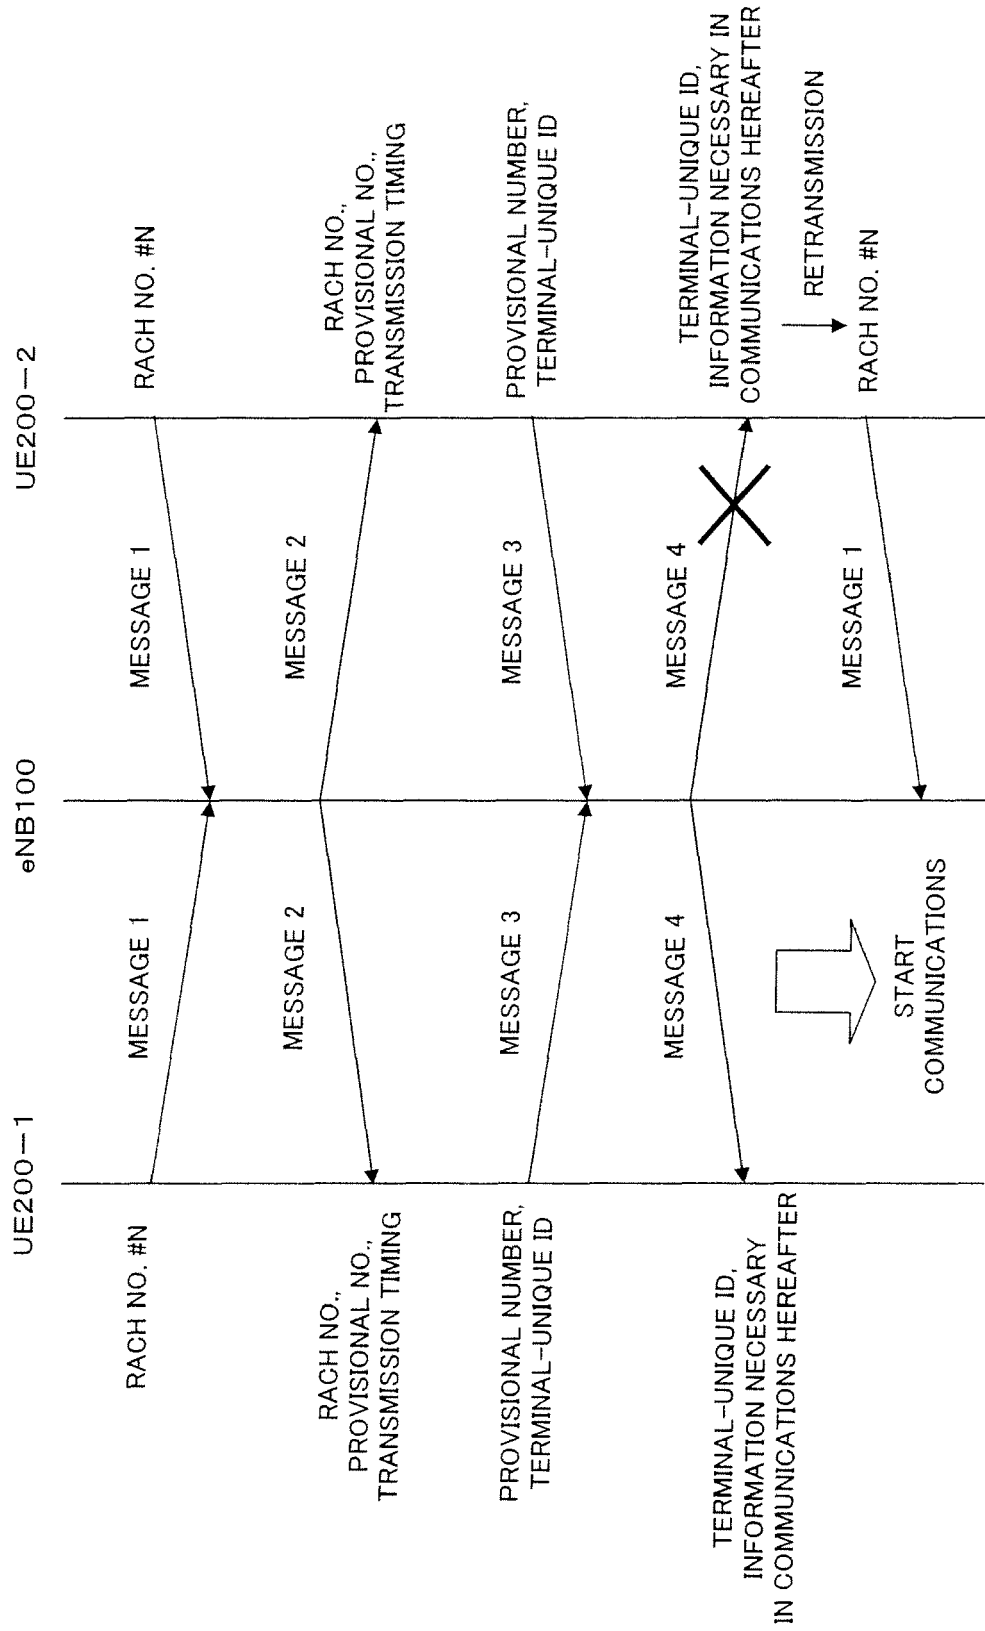 UE200-1
eNB100
UE200-2
RACH NO. #N
MESSAGE 1
MESSAGE 1
RACH NO. #N
RACH NO.,
PROVISIONAL NO.,
TRANSMISSION TIMING
MESSAGE 2
MESSAGE 2
RACH NO.,
PROVISIONAL NO.,
TRANSMISSION TIMING
PROVISIONAL NUMBER,
TERMINAL-UNIQUE ID
MESSAGE 3
MESSAGE 3
PROVISIONAL NUMBER,
TERMINAL-UNIQUE ID
TERMINAL-UNIQUE ID,
INFORMATION NECESSARY
IN COMMUNICATIONS HEREAFTER
MESSAGE 4
MESSAGE 4
TERMINAL-UNIQUE ID,
INFORMATION NECESSARY IN
COMMUNICATIONS HEREAFTER
RETRANSMISSION
START
COMMUNICATIONS
MESSAGE 1
RACH NO. #N